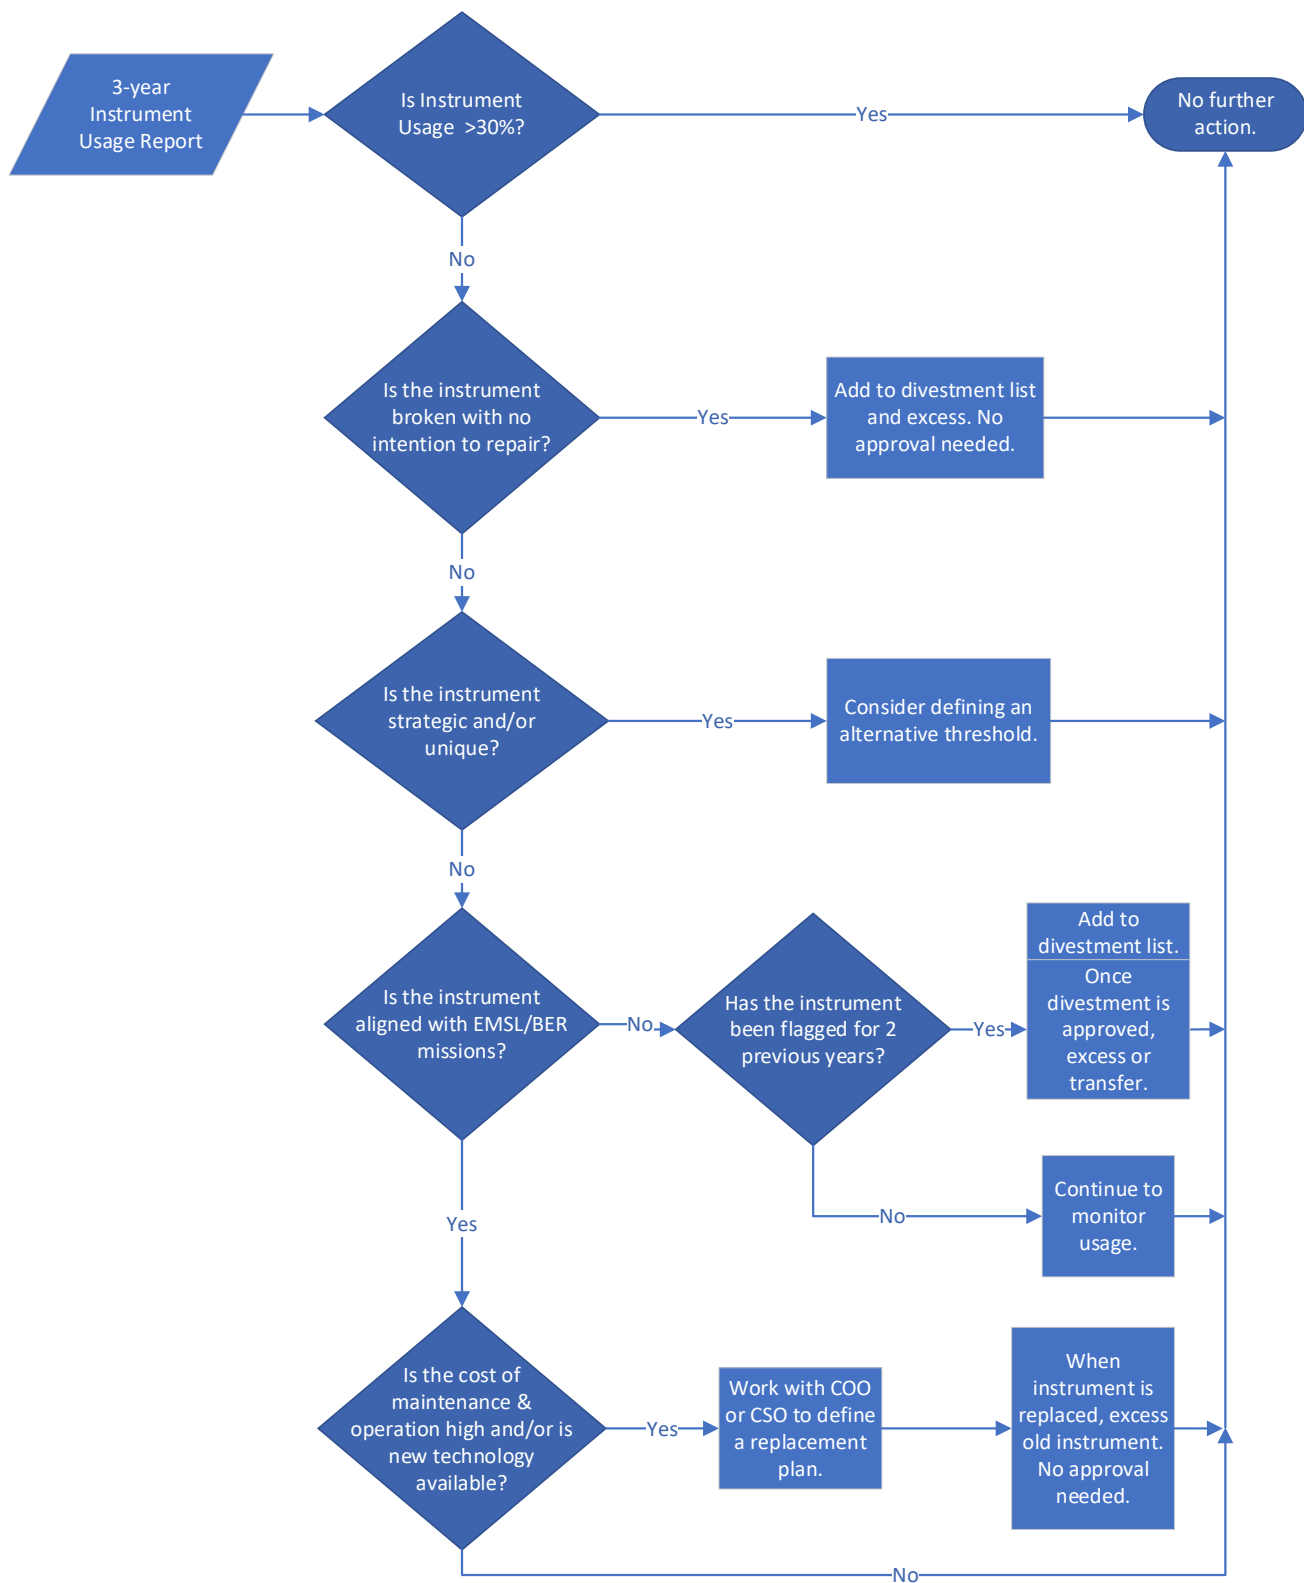 3-year
Instrument
Usage Report
Is Instrument
Usage >30%?
Yes
No further
action.
No
Is the instrument
broken with no
intention to repair?
Yes
Add to divestment list
and excess. No
approval needed.
No
Is the instrument
strategic and/or
unique?
Yes
Consider defining an
alternative threshold.
No
Is the instrument
aligned with EMSL/BER
missions?
No
Has the instrument
been flagged for 2
previous years?
Yes
Add to
divestment list.
Once
divestment is
approved,
excess or
transfer.
No
Continue to
monitor
usage.
Yes
Is the cost of
maintenance &
operation high and/or is
new technology
available?
Yes
Work with COO
or CSO to define
a replacement
plan.
When
instrument is
replaced, excess
old instrument.
No approval
needed.
No